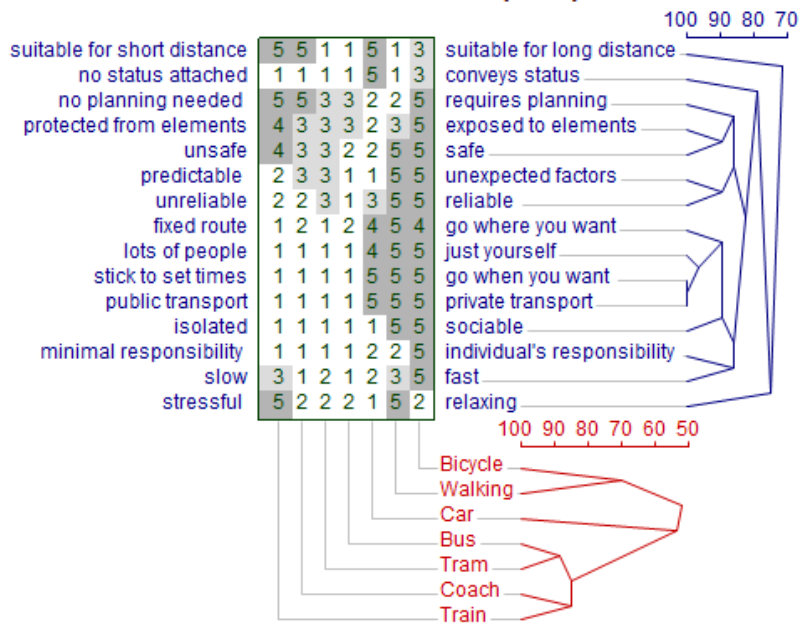 100 90 80 70
suitable for short distance 5 5 1 1 5 1 3 suitable for long distance
no status attached 1 1 1 1 5 1 3 conveys status
no planning needed 5 5 3 3 2 2 5 requires planning
protected from elements 4 3 3 3 2 3 5 exposed to elements
unsafe 4 3 3 2 2 5 5 safe
predictable 2 3 3 1 1 5 5 unexpected factors
unreliable 2 2 3 1 3 5 5 reliable
fixed route 1 2 1 2 4 5 4 go where you want
lots of people 1 1 1 1 4 5 5 just yourself
stick to set times 1 1 1 1 5 5 5 go when you want
public transport 1 1 1 1 5 5 5 private transport
isolated 1 1 1 1 1 5 5 sociable
minimal responsibility 1 1 1 1 2 2 5 individual's responsibility
slow 3 1 2 1 2 3 5 fast
stressful 5 2 2 2 1 5 2 relaxing
100 90 80 70 60 50
Bicycle
Walking
Car
Bus
Tram
Coach
Train